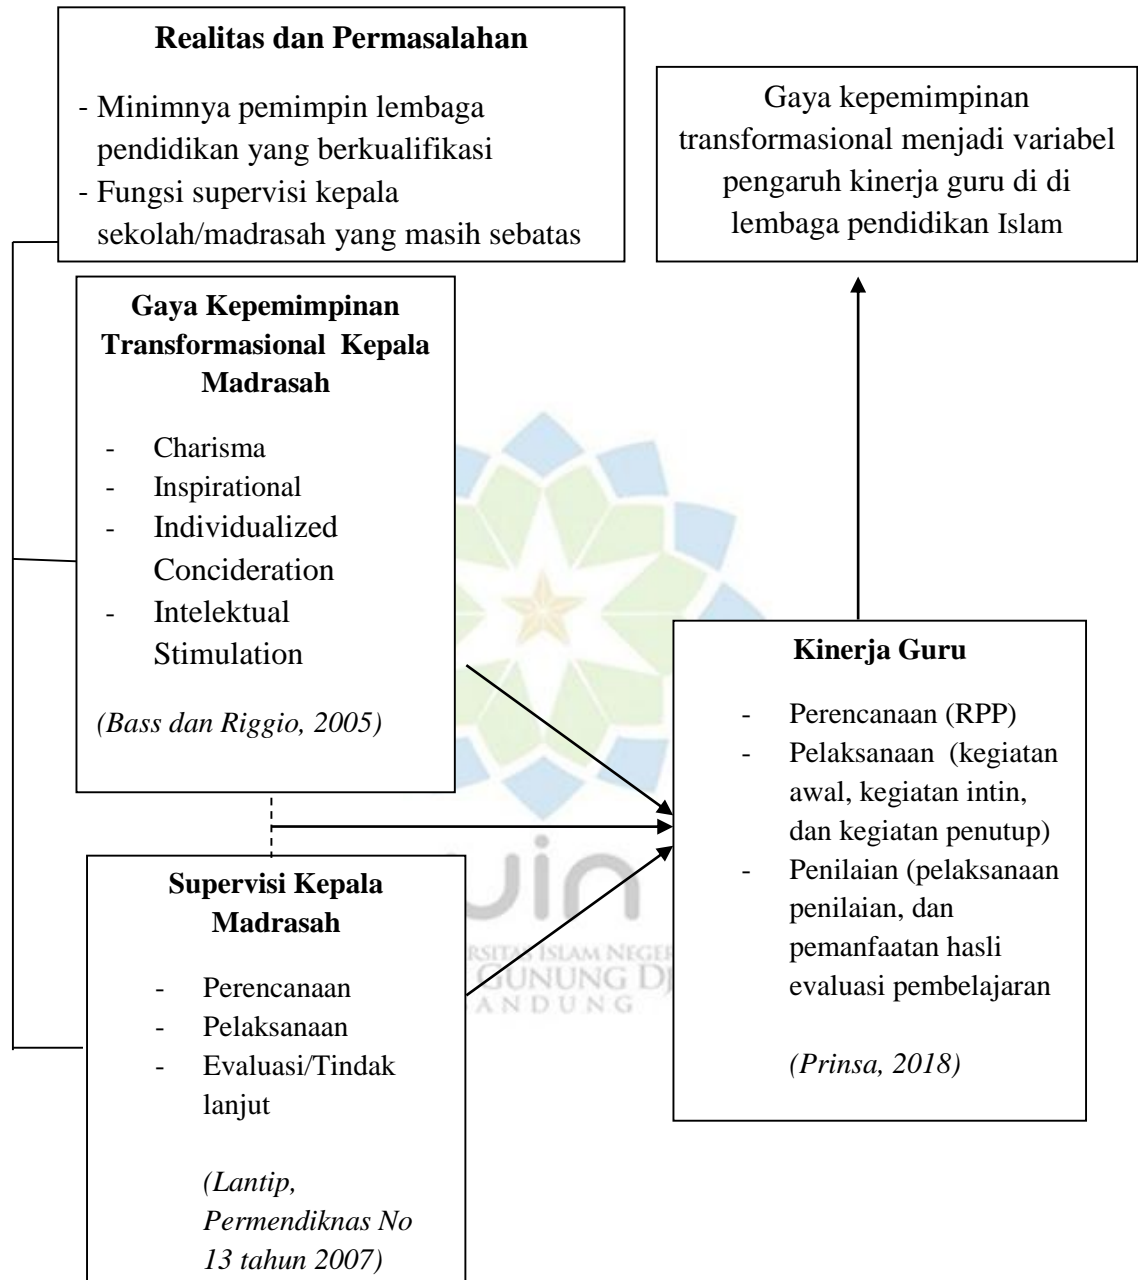 Realitas dan Permasalahan
- Minimnya pemimpin lembaga
pendidikan yang berkualifikasi
- Fungsi supervisi kepala
sekolah/madrasah yang masih sebatas
Gaya kepemimpinan
transformasional menjadi variabel
pengaruh kinerja guru di di
lembaga pendidikan Islam
Gaya Kepemimpinan
Transformasional Kepala
Madrasah
- Charisma
- Inspirational
- Individualized
Concideration
- Intelektual
Stimulation
(Bass dan Riggio, 2005)
Kinerja Guru
- Perencanaan (RPP)
- Pelaksanaan (kegiatan
awal, kegiatan intin,
dan kegiatan penutup)
- Penilaian (pelaksanaan
penilaian, dan
pemanfaatan hasli
evaluasi pembelajaran
(Prinsa, 2018)
Supervisi Kepala
Madrasah
- Perencanaan
- Pelaksanaan
- Evaluasi/Tindak
lanjut
(Lantip,
Permendiknas No
13 tahun 2007)
uin
ISLAM
GUNUNG